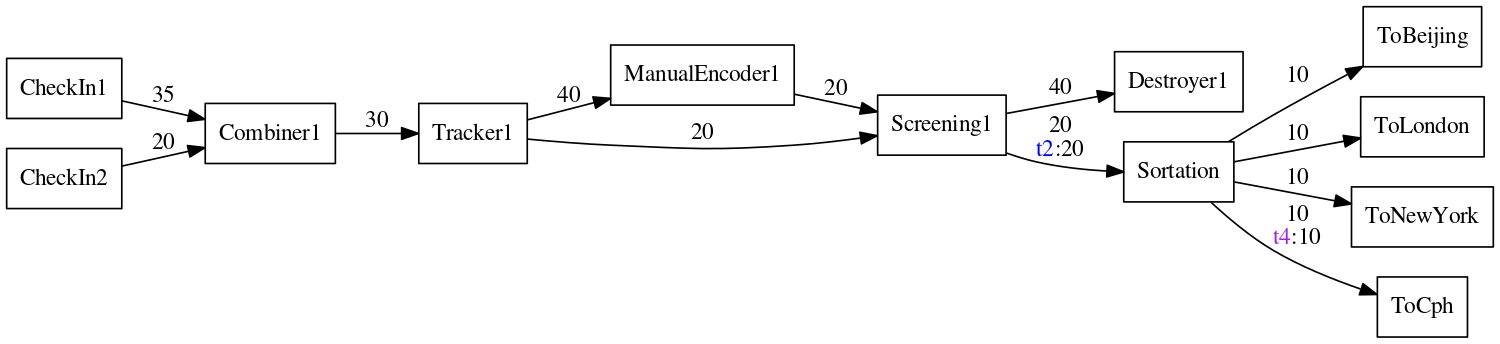 CheckIn1
CheckIn2
35
20
Combiner1
30
Tracker1
40
20
ManualEncoder1
20
Screening1
40
20
t2:20
Destroyer1
Sortation
10
10
10
10
t4:10
ToBeijing
ToLondon
ToNewYork
ToCph